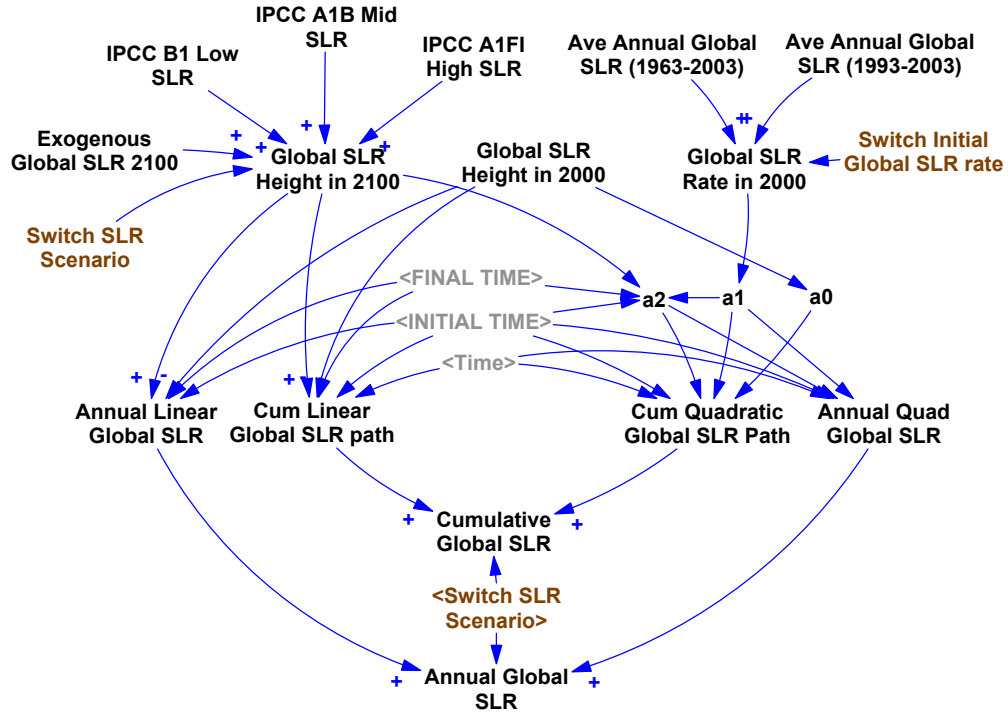 IPCC A1B Mid
SLR
IPCC B1 Low
SLR
IPCC A1FI
High SLR
Ave Annual Global
SLR (1963-2003)
Ave Annual Global
SLR (1993-2003)
Exogenous
Global SLR 2100
+
+
+
+
Global SLR
Height in 2100
Global SLR
Height in 2000
++
Global SLR
Rate in 2000
Switch Initial
Global SLR rate
Switch SLR
Scenario
<FINAL TIME>
a2
a1
a0
<INITIAL TIME>
<Time>
+
-
+
Annual Linear
Global SLR
Cum Linear
Global SLR path
Cum Quadratic
Global SLR Path
Annual Quad
Global SLR
+
Cumulative
Global SLR
+
<Switch SLR
Scenario>
+
Annual Global
SLR
+